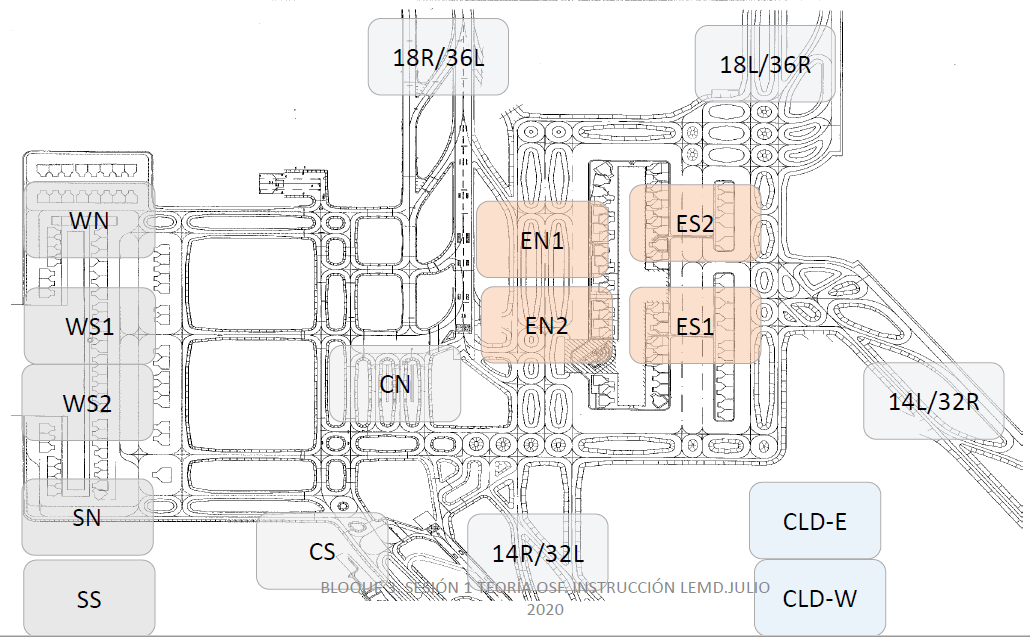 18R/36L
18L/36R
WN
EN1
ES2
WS1
EN2
ES1
WS2
CN
14L/32R
SN
CLD-E
CS
14R/32L
BLOQUE 3. SESIÓN 1 TEORÍA OSF. INSTRUCCIÓN LEMD.JULIO
2020
SS
CLD-W